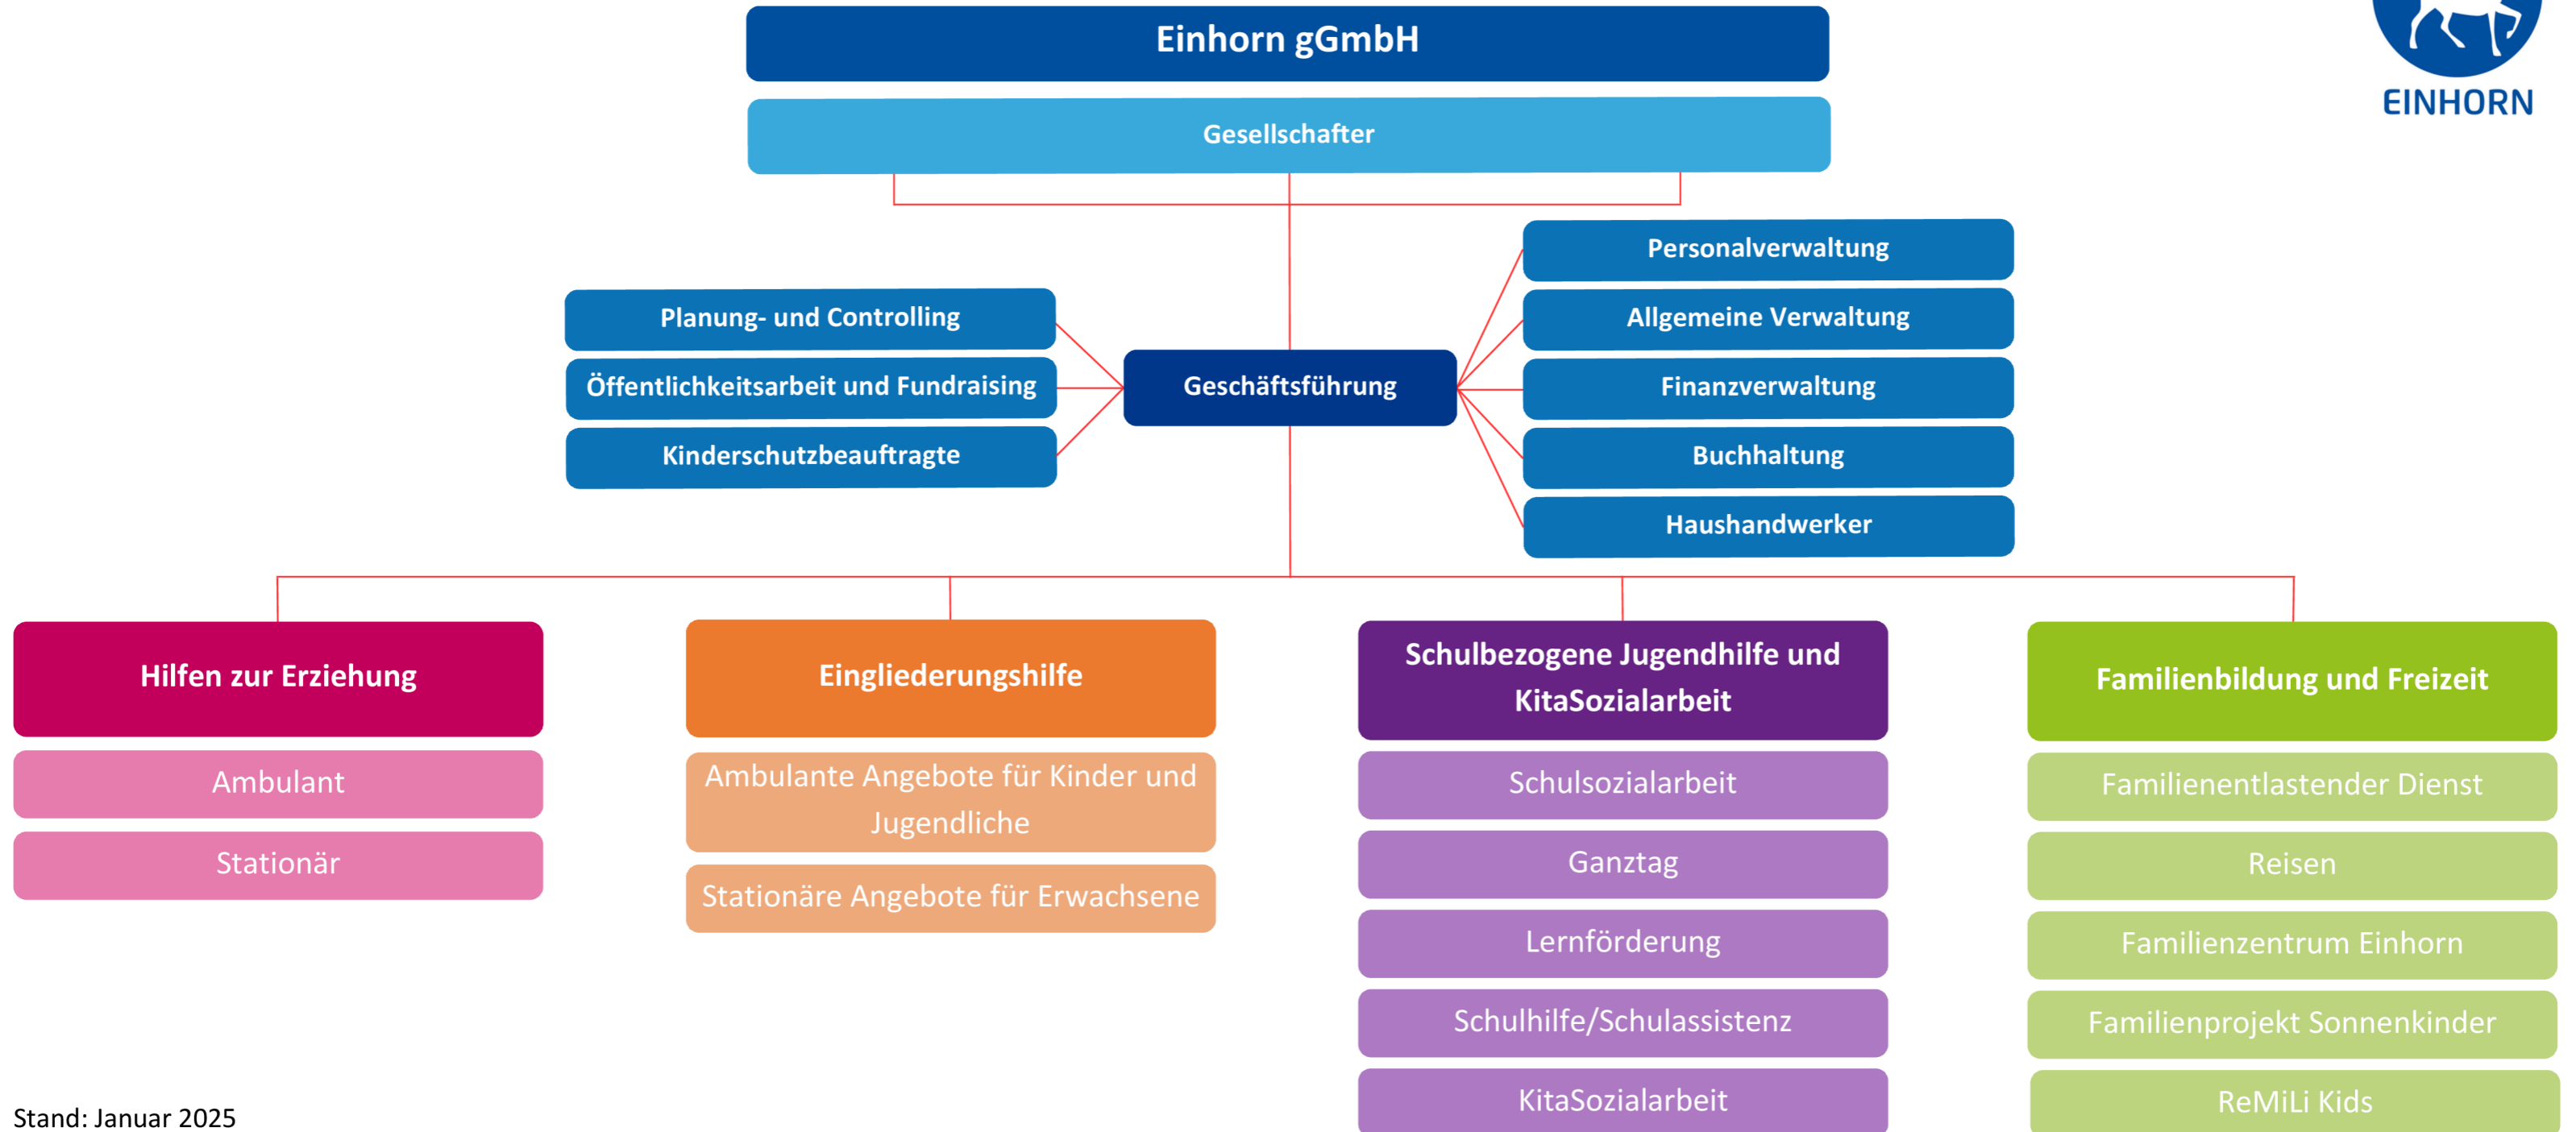 Einhorn gGmbH
EINHORN
Gesellschafter
Planung- und Controlling
Öffentlichkeitsarbeit und Fundraising
Kinderschutzbeauftragte
Geschäftsführung
Personalverwaltung
Allgemeine Verwaltung
Finanzverwaltung
Buchhaltung
Haushandwerker
Hilfen zur Erziehung
Ambulant
Stationär
Eingliederungshilfe
Ambulante Angebote für Kinder und
Jugendliche
Stationäre Angebote für Erwachsene
Schulbezogene Jugendhilfe und
KitaSozialarbeit
Schulsozialarbeit
Ganztag
Lernförderung
Schulhilfe/Schulassistenz
KitaSozialarbeit
Familienbildung und Freizeit
Familienentlastender Dienst
Reisen
Familienzentrum Einhorn
Familienprojekt Sonnenkinder
ReMiLi Kids
Stand: Januar 2025